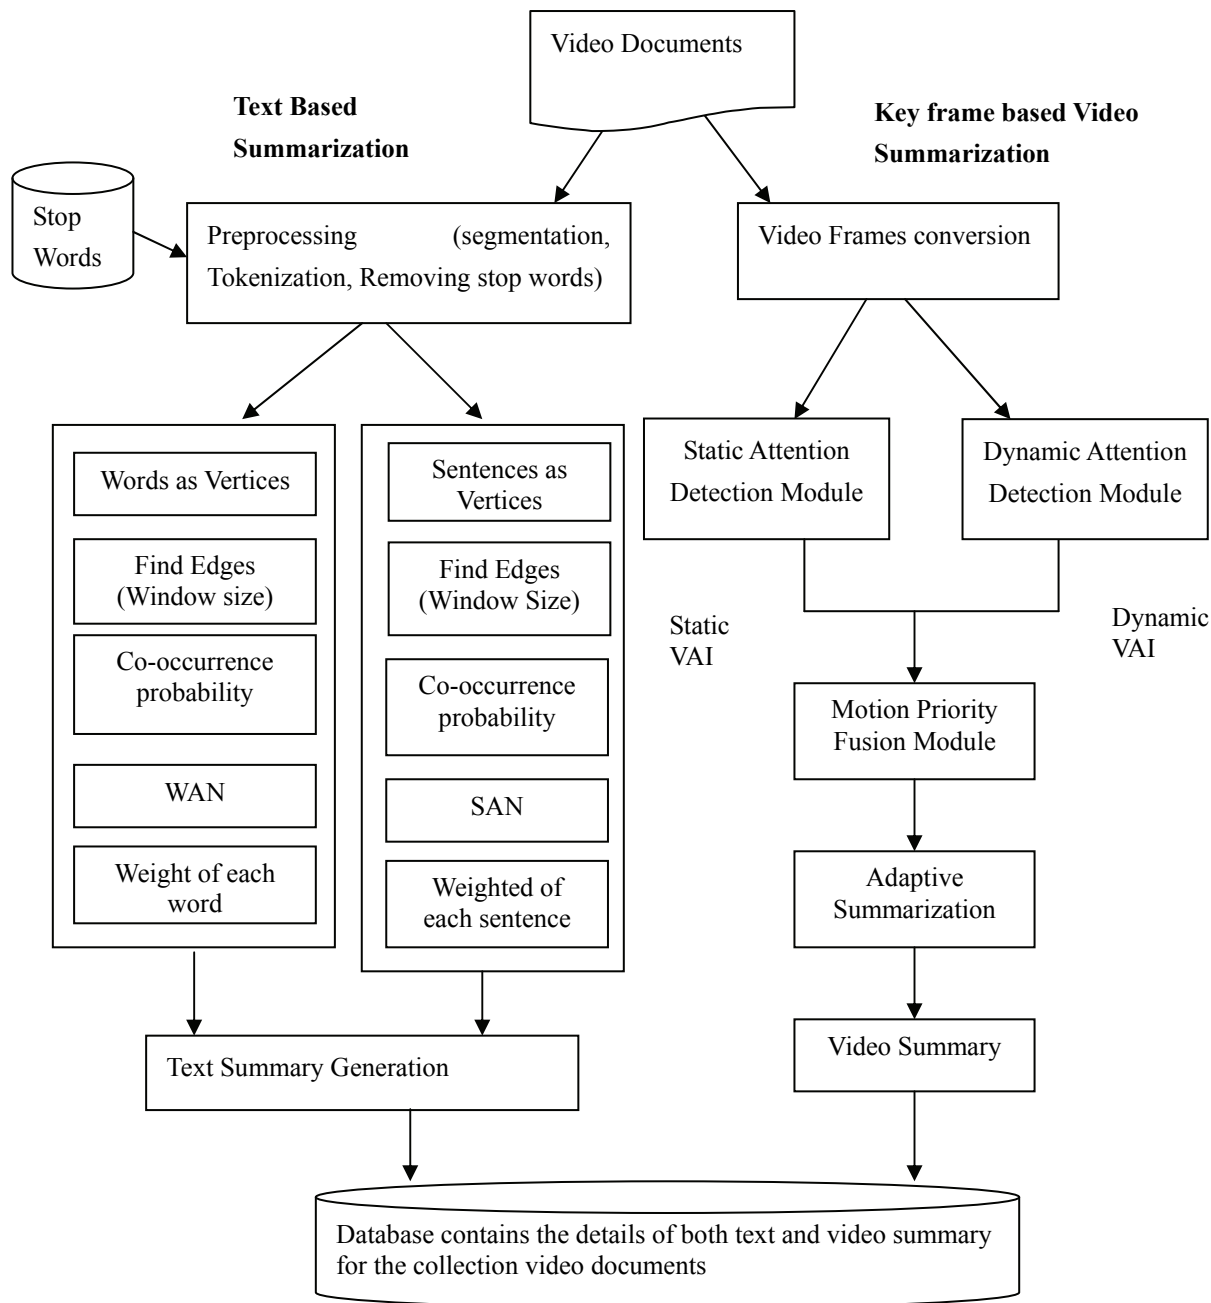 Video Documents
Text Based
Summarization
Key frame based Video
Summarization
Stop
Words
Preprocessing (segmentation,
Tokenization, Removing stop words)
Video Frames conversion
Words as Vertices
Find Edges
(Window size)
Co-occurrence
probability
WAN
Weight of each
word
Sentences as
Vertices
Find Edges
(Window Size)
Co-occurrence
probability
SAN
Weighted of
each sentence
Static Attention
Detection Module
Dynamic Attention
Detection Module
Static
VAI
Dynamic
VAI
Motion Priority
Fusion Module
Adaptive
Summarization
Video Summary
Text Summary Generation
Database contains the details of both text and video summary
for the collection video documents